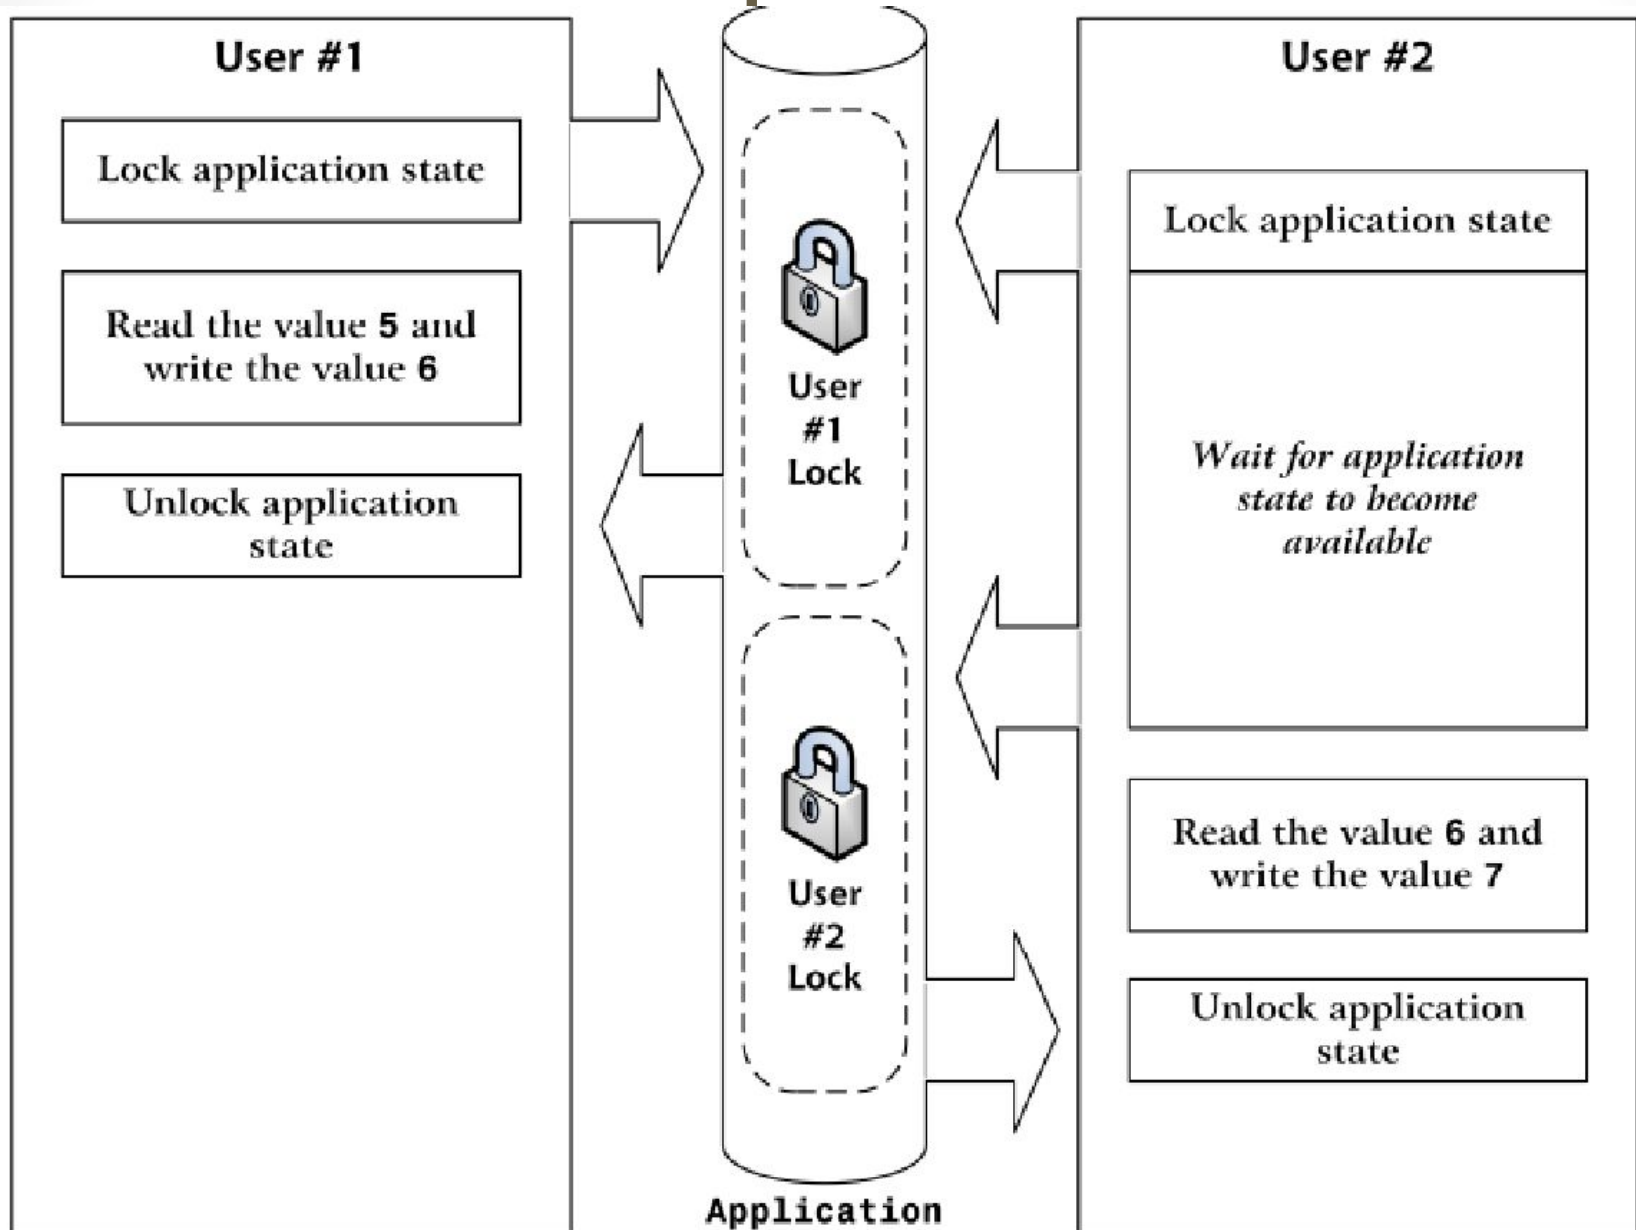 User #1
Lock application state
Read the value 5 and
write the value 6
Unlock application
state
User
#1
Lock
User
#2
Lock
Application
User #2
Lock application state
Wait for application
state to become
available
Read the value 6 and
write the value 7
Unlock application
state